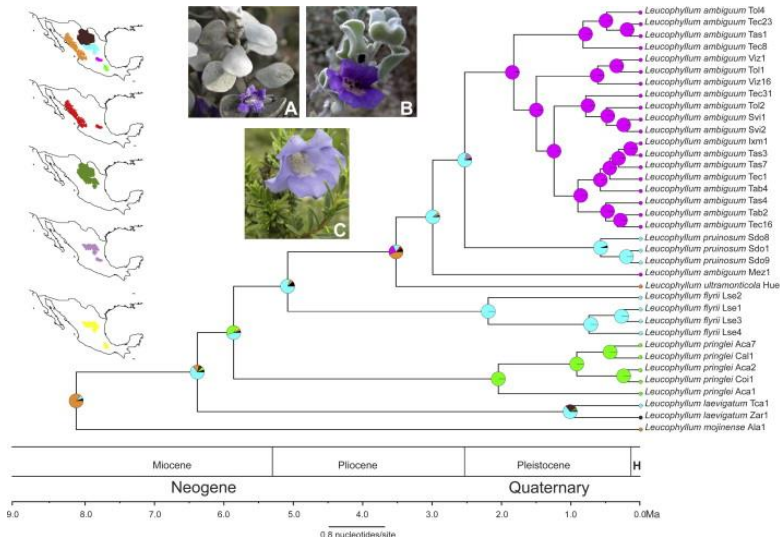 A
B
C
Leucophyllum ambiguum Tol4
Leucophyllum ambiguum Tec23
Leucophyllum ambiguum Tas1
Leucophyllum ambiguum Tec8
Leucophyllum ambiguum Viz1
Leucophyllum ambiguum Tol1
Leucophyllum ambiguum Viz16
Leucophyllum ambiguum Tec31
Leucophyllum ambiguum Tol2
Leucophyllum ambiguum Svi1
Leucophyllum ambiguum Svi2
Leucophyllum ambiguum Ixm1
Leucophyllum ambiguum Tas3
Leucophyllum ambiguum Tas7
Leucophyllum ambiguum Tec1
Leucophyllum ambiguum Tab4
Leucophyllum ambiguum Tas4
Leucophyllum ambiguum Tab2
Leucophyllum ambiguum Tec16
Leucophyllum pruinosum Sdo8
Leucophyllum pruinosum Sdo1
Leucophyllum pruinosum Sdo9
Leucophyllum ambiguum Mez1
Leucophyllum ultramonticola Hue
Leucophyllum flyrii Lse2
Leucophyllum flyrii Lse1
Leucophyllum flyrii Lse3
Leucophyllum flyrii Lse4
Leucophyllum pringlei Aca7
Leucophyllum pringlei Cal1
Leucophyllum pringlei Aca2
Leucophyllum pringlei Coi1
Leucophyllum pringlei Aca1
Leucophyllum laevigatum Tca1
Leucophyllum laevigatum Zar1
Leucophyllum mojinense Ala1
Miocene Pliocene Pleistocene H
Neogene Quaternary
9.0 8.0 7.0 6.0 5.0 4.0 3.0 2.0 1.0 0.0 Ma
0.8 nucleotides/site